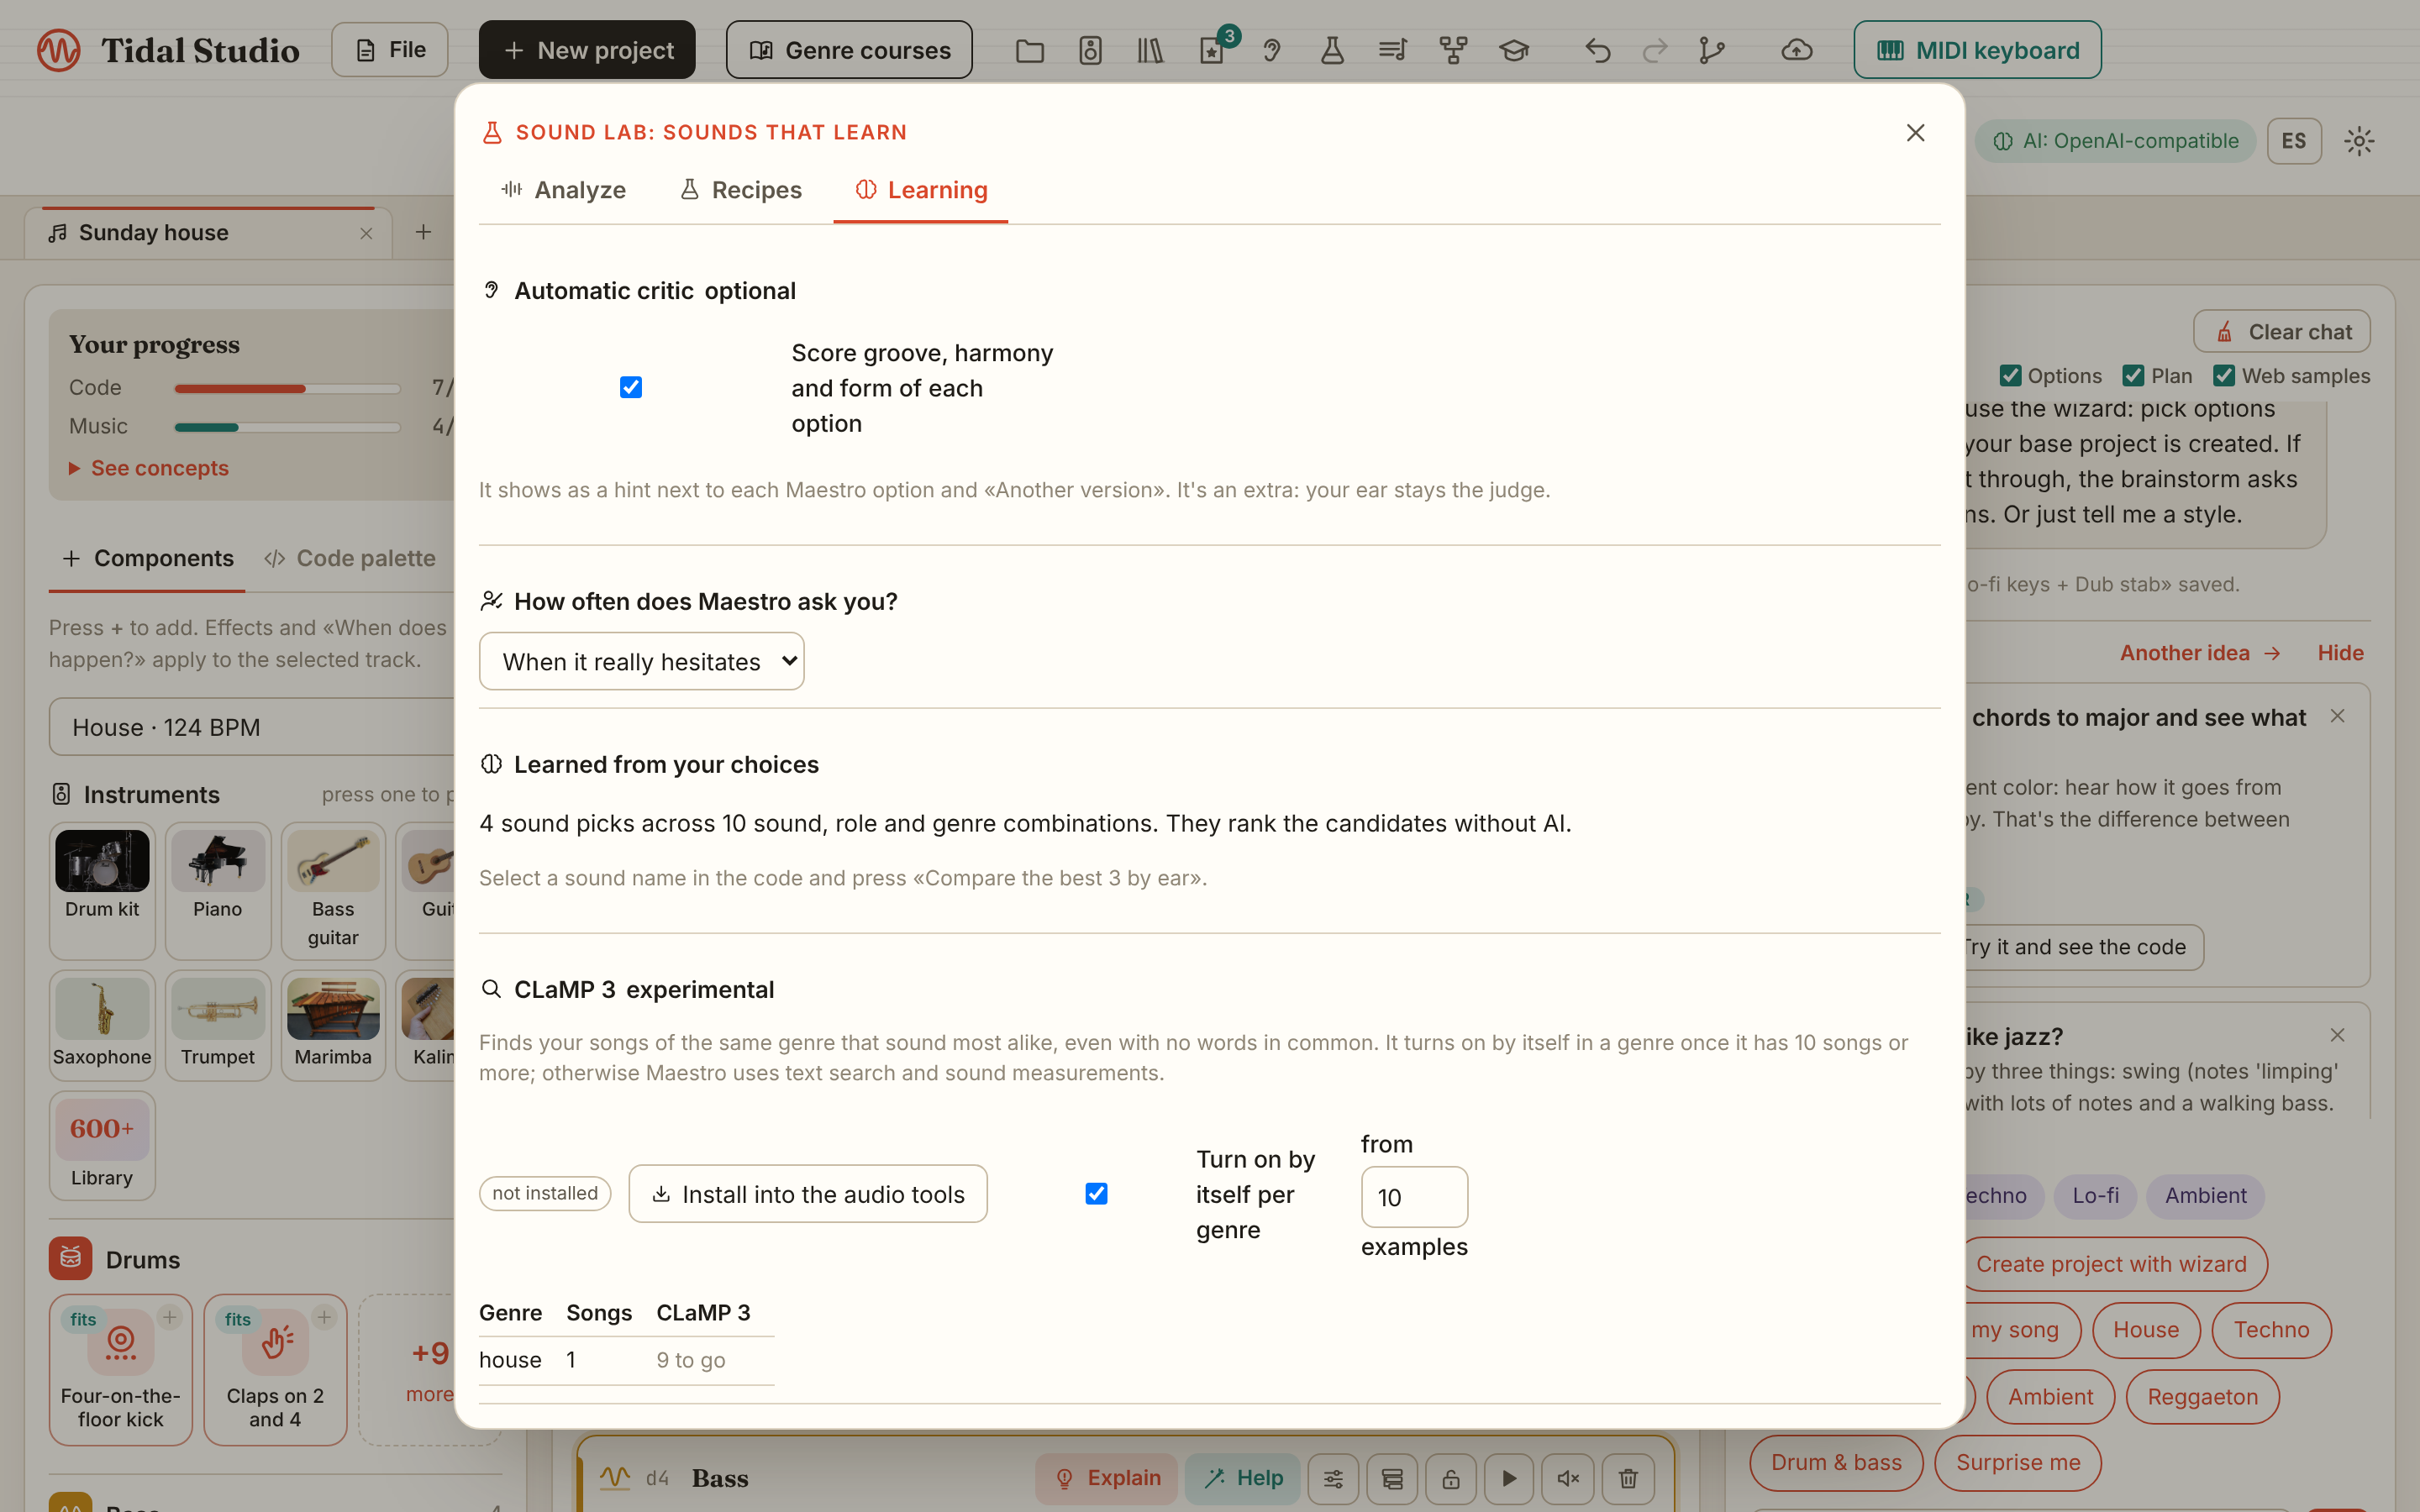 Tidal Studio
File
New project
Genre courses
3
MIDI keyboard
AI: OpenAI-compatible
ES
Sunday house
SOUND LAB: SOUNDS THAT LEARN
Analyze
Recipes
Learning
Automatic critic optional
Score groove, harmony
and form of each
option
It shows as a hint next to each Maestro option and «Another version». It's an extra: your ear stays the judge.
How often does Maestro ask you?
When it really hesitates
Learned from your choices
4 sound picks across 10 sound, role and genre combinations. They rank the candidates without AI.
Select a sound name in the code and press «Compare the best 3 by ear».
CLaMP 3 experimental
Finds your songs of the same genre that sound most alike, even with no words in common. It turns on by itself in a genre once it has 10 songs or
more; otherwise Maestro uses text search and sound measurements.
not installed
Install into the audio tools
Turn on by
itself per
genre
from
10
examples
Genre Songs CLaMP 3
house 1 9 to go
Your progress
Code 7/
Music 4/
See concepts
Components
Code palette
Press + to add. Effects and «When does
happen?» apply to the selected track.
House · 124 BPM
Instruments
press one to
Drum kit
Piano
Bass
guitar
Saxophone
Trumpet
Marimba
600+
Library
Drums
fits
Four-on-the-
floor kick
fits
Claps on 2
and 4
+9
more
d4 Bass
Explain
Help
Clear chat
Options
Plan
Web samples
use the wizard: pick options
your base project is created. If
t through, the brainstorm asks
ns. Or just tell me a style.
o-fi keys + Dub stab» saved.
Another idea →
Hide
chords to major and see what
ent color: hear how it goes from
by. That's the difference between
Try it and see the code
ike jazz?
by three things: swing (notes 'limping'
with lots of notes and a walking bass.
echno
Lo-fi
Ambient
Create project with wizard
my song
House
Techno
Ambient
Reggaeton
Drum & bass
Surprise me